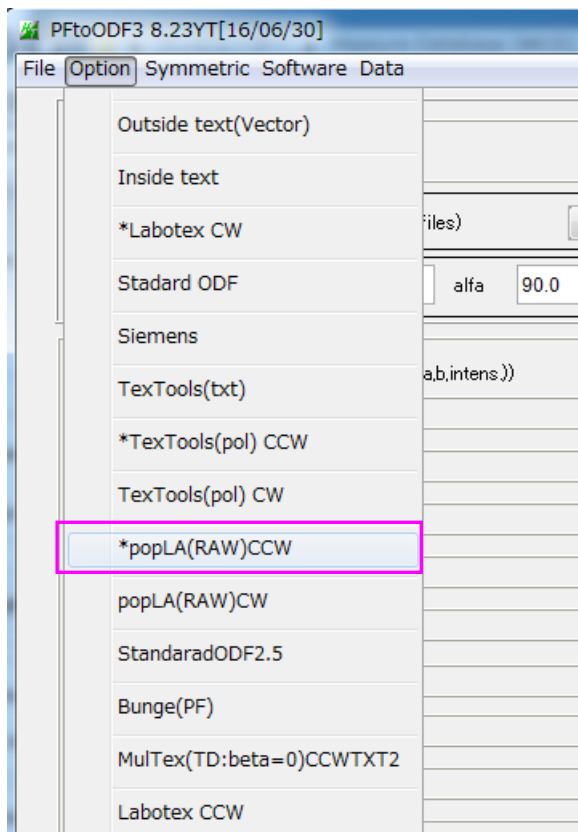 PFtoODF3 8.23YT[16/06/30]
File Option Symmetric Software Data
Outside text(Vector)
Inside text
*Labotex CW
iles)
Stadard ODF
alfa 90.0
Siemens
a,b,intens.))
TexTools(txt)
*TexTools(pol) CCW
TexTools(pol) CW
*popLA(RAW)CCW
popLA(RAW)CW
StandaradODF2.5
Bunge(PF)
MulTex(TD:beta=0)CCWTXT2
Labotex CCW